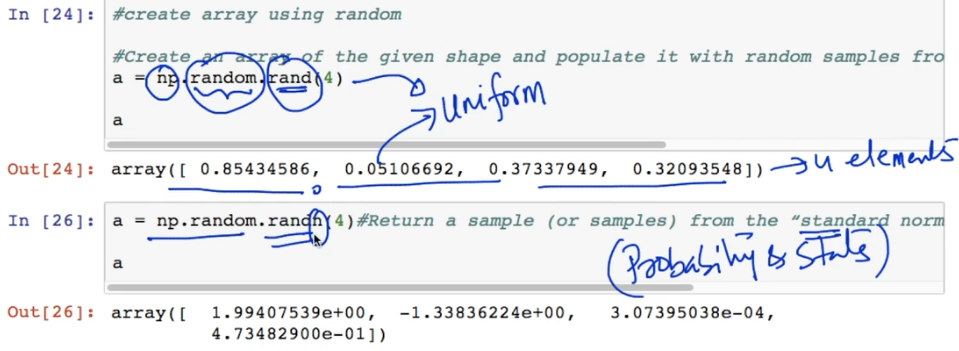 In [24]: #create array using random
#Create an array of the given shape and populate it with random samples fro
a = np.random.rand(4)
uniform
a
Out[24]: array([ 0.85434586, 0.05106692, 0.37337949, 0.32093548])
4 elements
In [26]: a = np.random.randn(4)#Return a sample (or samples) from the “standard norm
(Probability & Stats)
a
Out[26]: array([ 1.99407539e+00, -1.33836224e+00, 3.07395038e-04,
4.73482900e-01])